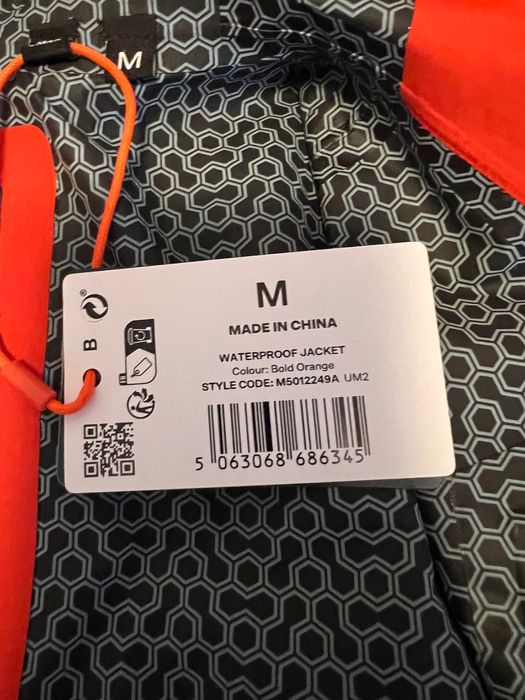 M
M
MADE IN CHINA
WATERPROOF JACKET
Colour: Bold Orange
STYLE CODE: M5012249A UM2
5 063068 686345
B